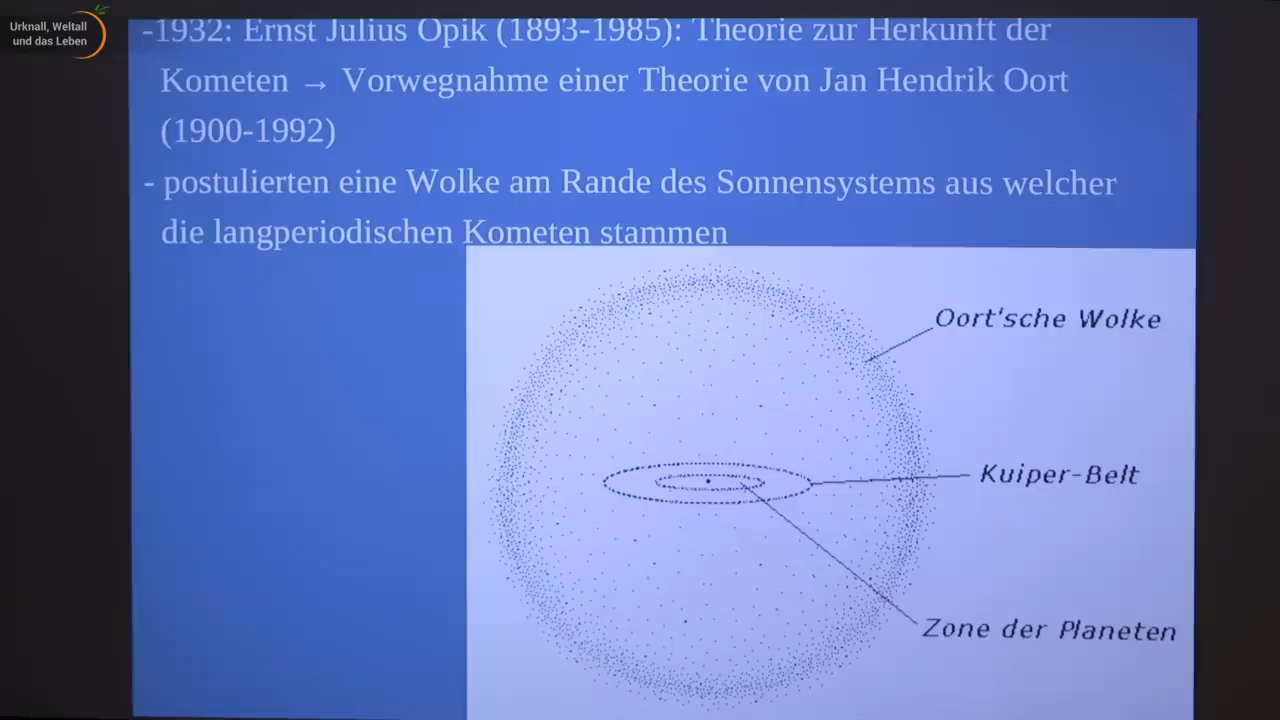 Urknall, Weltall
und das Leben
-1932: Ernst Julius Opik (1893-1985): Theorie zur Herkunft der
Kometen → Vorwegnahme einer Theorie von Jan Hendrik Oort
(1900-1992)
- postulierten eine Wolke am Rande des Sonnensystems aus welcher
die langperiodischen Kometen stammen
Oort'sche Wolke
Kuiper-Belt
Zone der Planeten